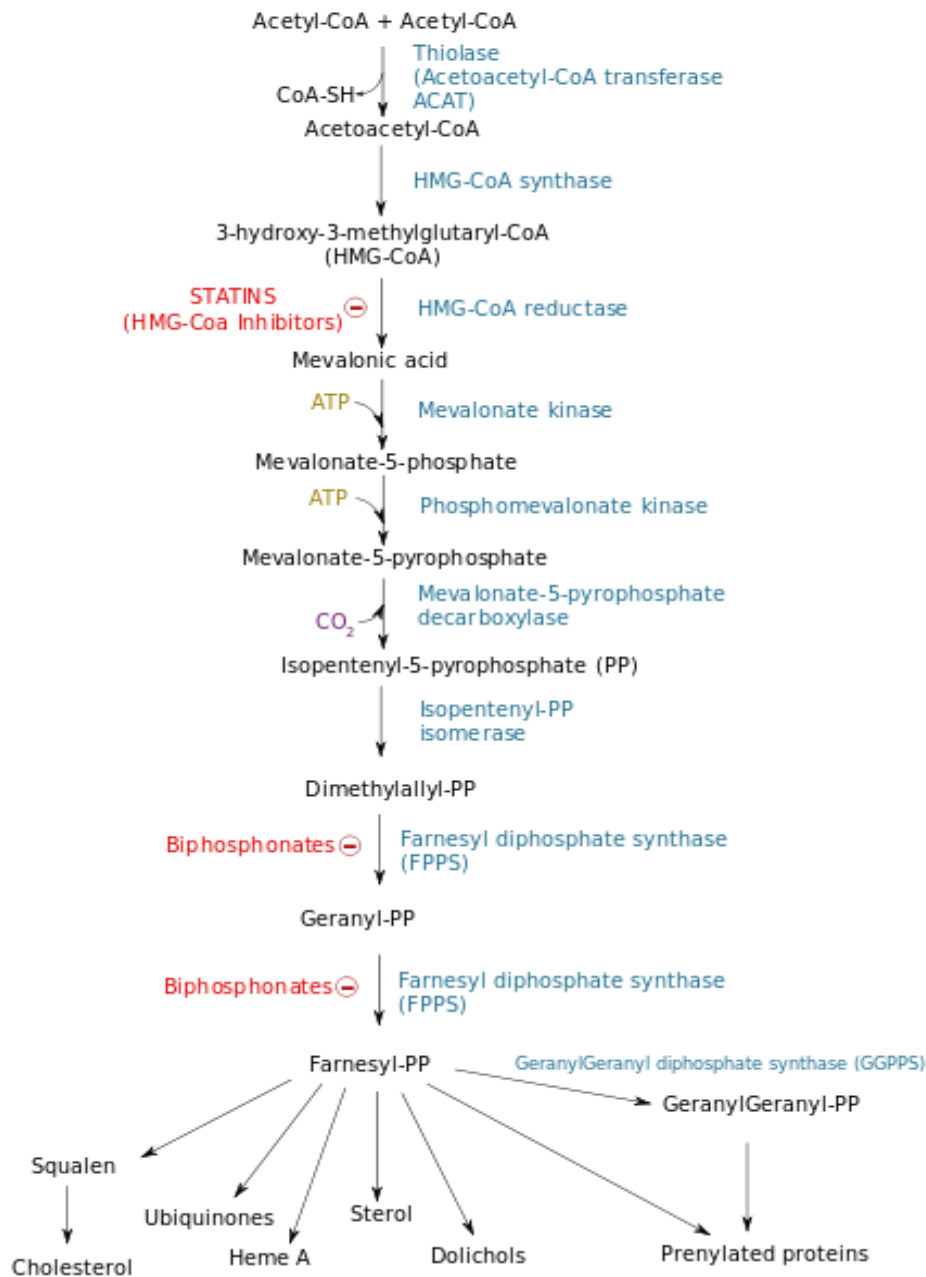 Acetyl-CoA + Acetyl-CoA
Thiolase
(Acetoacetyl-CoA transferase
ACAT)
CoA-SH
Acetoacetyl-CoA
HMG-CoA synthase
3-hydroxy-3-methylglutaryl-CoA
(HMG-CoA)
STATINS
(HMG-Coa Inhibitors)
HMG-CoA reductase
Mevalonic acid
ATP
Mevalonate kinase
Mevalonate-5-phosphate
ATP
Phosphomevalonate kinase
Mevalonate-5-pyrophosphate
Mevalonate-5-pyrophosphate
decarboxylase
CO2
Isopentenyl-5-pyrophosphate (PP)
Isopentenyl-PP
isomerase
Dimethylallyl-PP
Biphosphonates
Farnesyl diphosphate synthase
(FPPS)
Geranyl-PP
Biphosphonates
Farnesyl diphosphate synthase
(FPPS)
Farnesyl-PP
GeranylGeranyl diphosphate synthase (GGPPS)
GeranylGeranyl-PP
Squalen
Ubiquinones
Sterol
Cholesterol
Heme A
Dolichols
Prenylated proteins